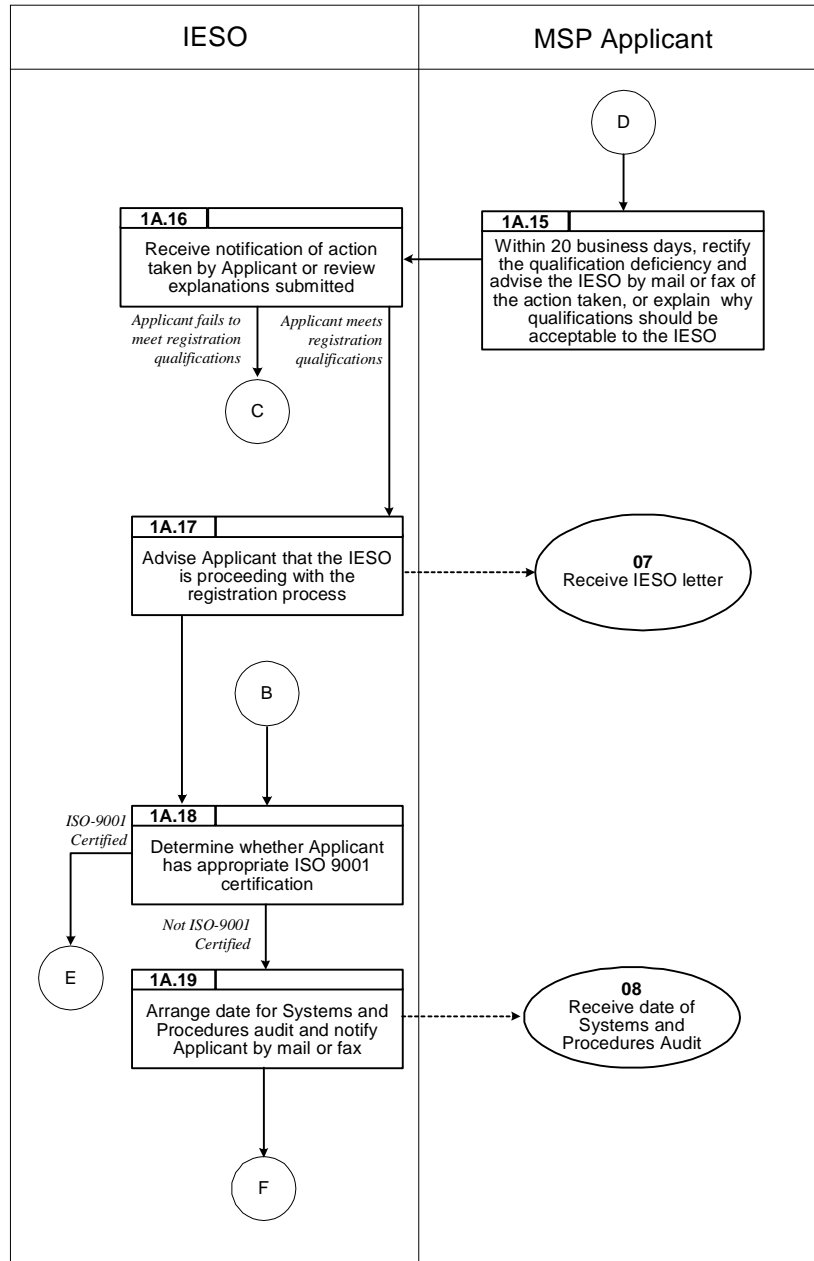 IESO
MSP Applicant
D
1A.16
Receive notification of action
taken by Applicant or review
explanations submitted
1A.15
Within 20 business days, rectify
the qualification deficiency and
advise the IESO by mail or fax of
the action taken, or explain why
qualifications should be
acceptable to the IESO
Applicant fails to
meet registration
qualifications
Applicant meets
registration
qualifications
C
1A.17
Advise Applicant that the IESO
is proceeding with the
registration process
07
Receive IESO letter
B
ISO-9001
Certified
1A.18
Determine whether Applicant
has appropriate ISO 9001
certification
Not ISO-9001
Certified
E
1A.19
Arrange date for Systems and
Procedures audit and notify
Applicant by mail or fax
08
Receive date of
Systems and
Procedures Audit
F